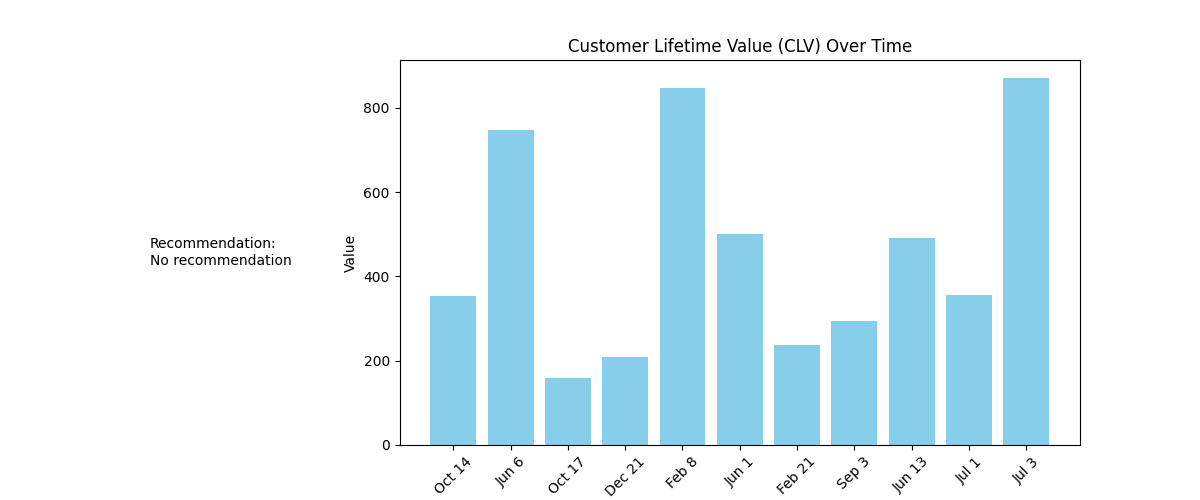 Customer Lifetime Value (CLV) Over Time
Recommendation:
No recommendation
Value
800
600
400
200
0
Oct 14
Jun 6
Oct 17
Dec 21
Feb 8
Jun 1
Feb 21
Sep 3
Jun 13
Jul 1
Jul 3